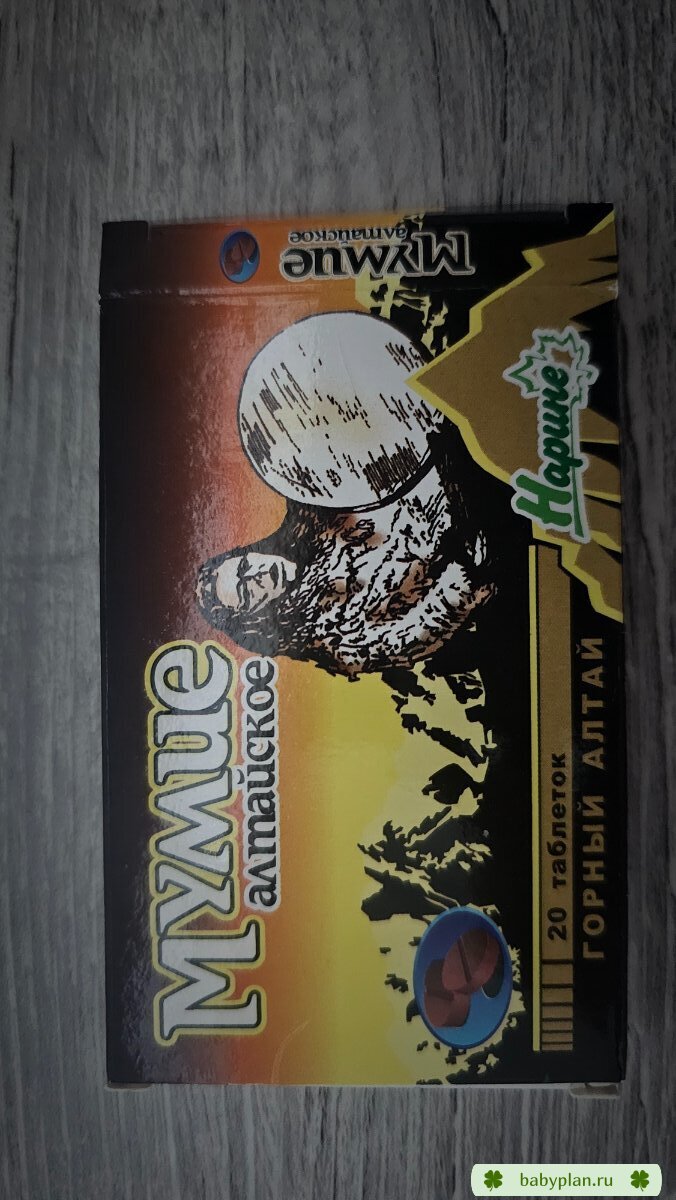 Мумие
алтайское
Нарине
Мумие
алтайское
20 таблеток
ГОРНЫЙ АЛТАЙ
babyplan.ru